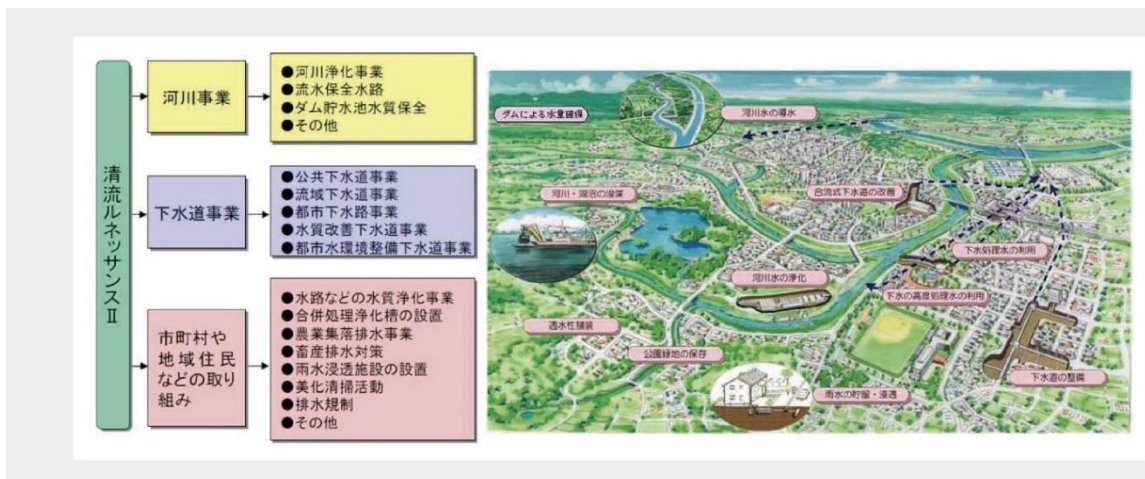 清流ルネッサンスⅡ
河川事業
●河川浄化事業
●流水保全水路
●ダム貯水池水質保全
●その他
下水道事業
●公共下水道事業
●流域下水道事業
●都市下水路事業
●水質改善下水道事業
●都市水環境整備下水道事業
市町村や
地域住民
などの取り
組み
●水路などの水質浄化事業
●合併処理浄化槽の設置
●農業集落排水事業
●畜産排水対策
●雨水浸透施設の設置
●美化清掃活動
●排水規制
●その他
ダムによる水量確保
河川水の導水
河川・湖沼の浚渫
合流式下水道の改善
下水処理水の利用
河川水の浄化
下水の高度処理水の利用
透水性舗装
公園緑地の保存
下水道の整備
雨水の貯留・浸透